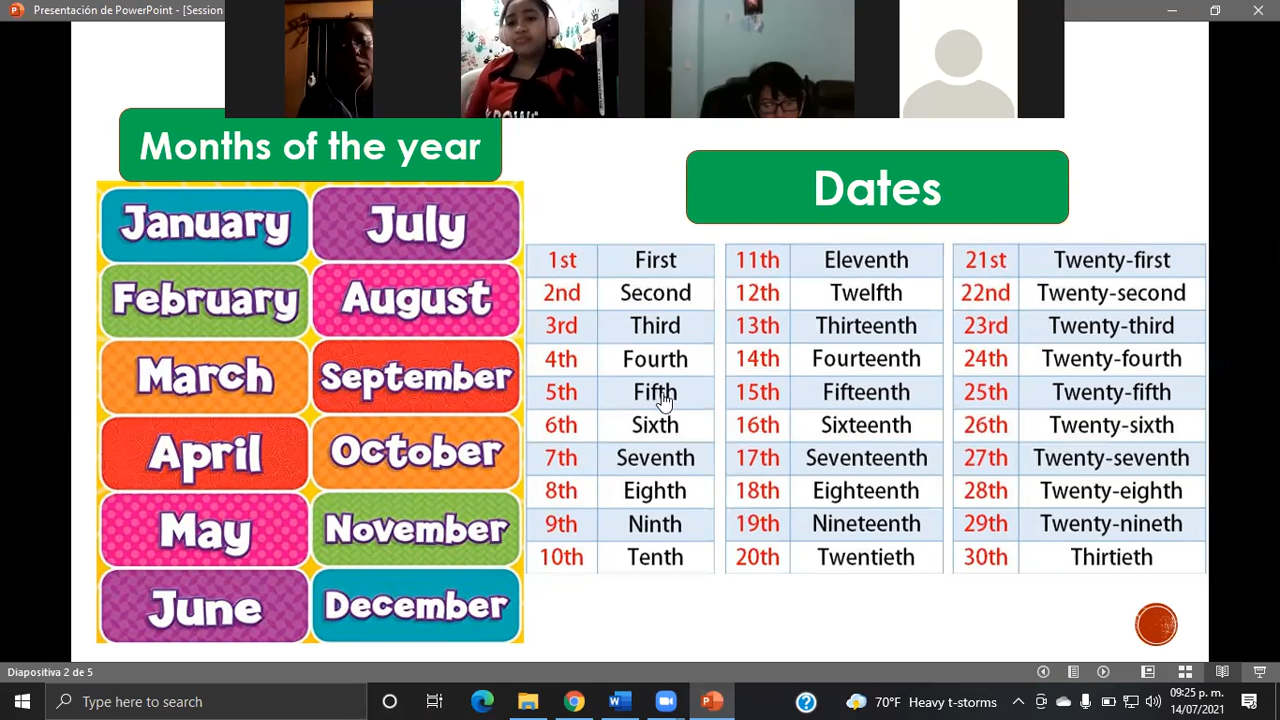 Presentación de PowerPoint - [Session
Months of the year
Dates
January
July
February
August
March
September
April
October
May
November
June
December
1st First
2nd Second
3rd Third
4th Fourth
5th Fifth
6th Sixth
7th Seventh
8th Eighth
9th Ninth
10th Tenth
11th Eleventh
12th Twelfth
13th Thirteenth
14th Fourteenth
15th Fifteenth
16th Sixteenth
17th Seventeenth
18th Eighteenth
19th Nineteenth
20th Twentieth
21st Twenty-first
22nd Twenty-second
23rd Twenty-third
24th Twenty-fourth
25th Twenty-fifth
26th Twenty-sixth
27th Twenty-seventh
28th Twenty-eighth
29th Twenty-nineth
30th Thirtieth
Diapositiva 2 de 5
Type here to search
70°F Heavy t-storms
09:25 p. m.
14/07/2021